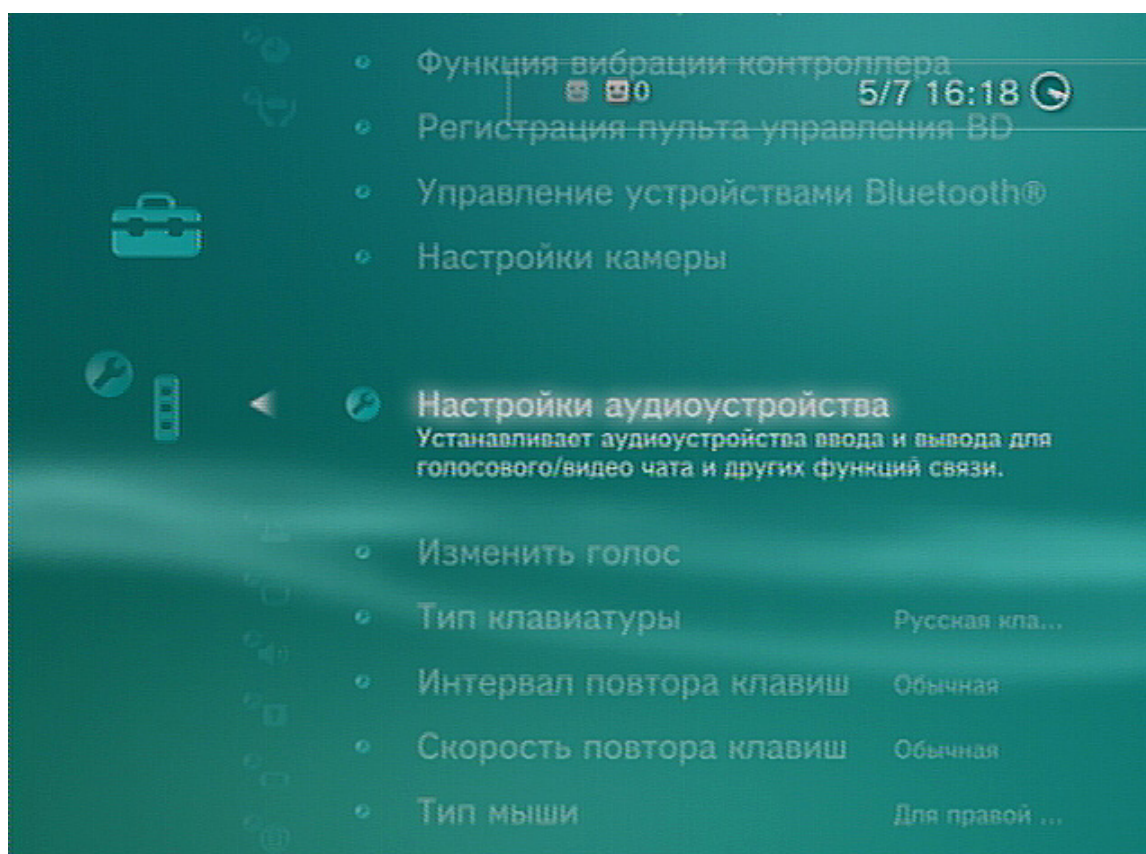 Функция вибрации контроллера
0
5/7 16:18
Регистрация пульта управления BD
Управление устройствами Bluetooth®
Настройки камеры
Настройки аудиоустройства
Устанавливает аудиоустройства ввода и вывода для
голосового/видео чата и других функций связи.
Изменить голос
Тип клавиатуры Русская кла...
Интервал повтора клавиш Обычная
Скорость повтора клавиш Обычная
Тип мыши Для правой ...